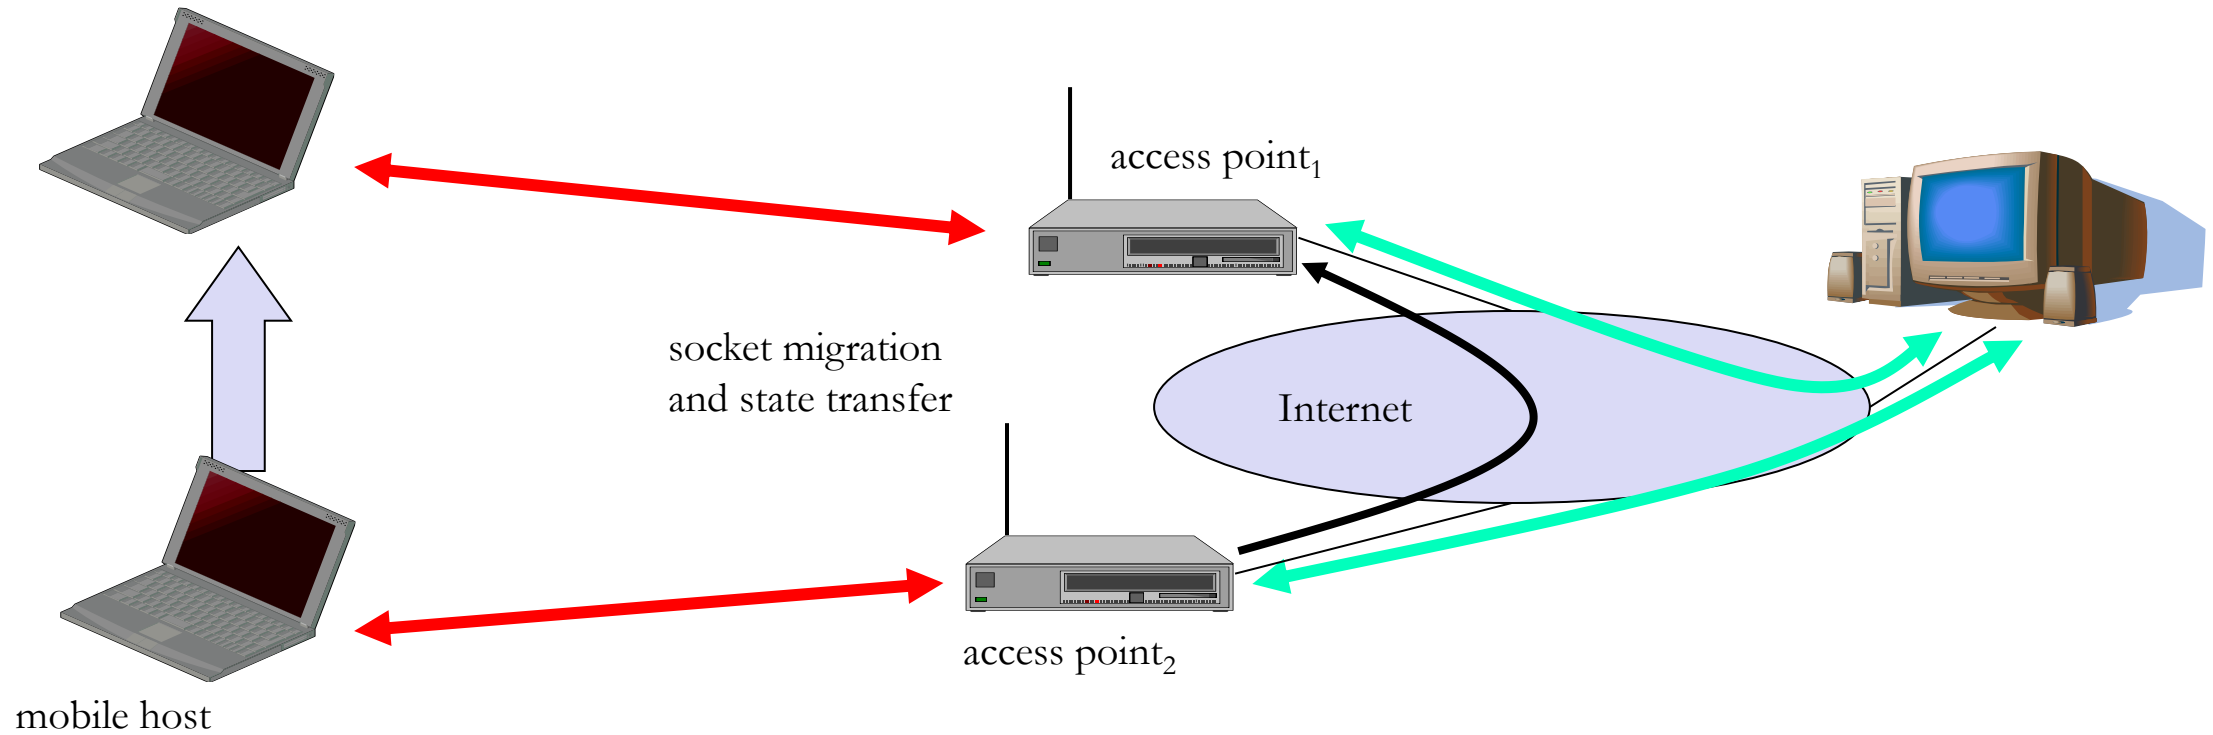 access point₁
socket migration
and state transfer
Internet
access point₂
mobile host